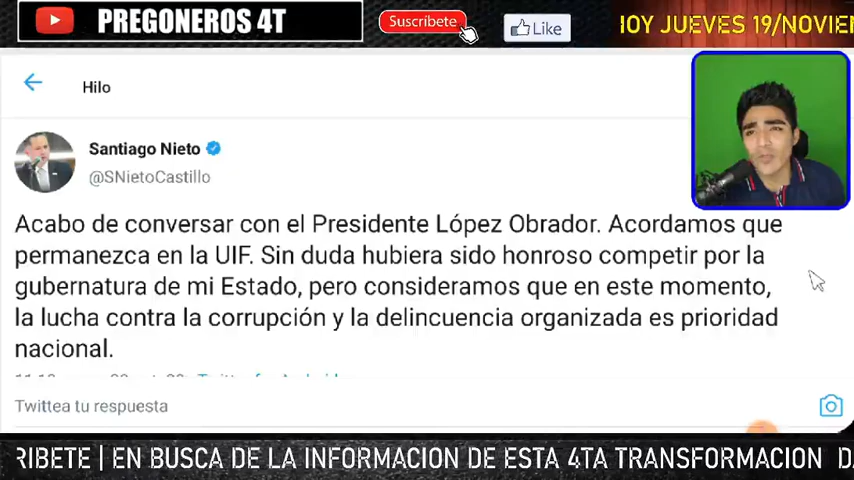 PREGONEROS 4T
Suscríbete
Like
HOY JUEVES 19/NOVIE
Hilo
Santiago Nieto
@SNietoCastillo
Acabo de conversar con el Presidente López Obrador. Acordamos que
permanezca en la UIF. Sin duda hubiera sido honroso competir por la
gubernatura de mi Estado, pero consideramos que en este momento,
la lucha contra la corrupción y la delincuencia organizada es prioridad
nacional.
Twittea tu respuesta
RIBETE | EN BUSCA DE LA INFORMACION DE ESTA 4TA TRANSFORMACION